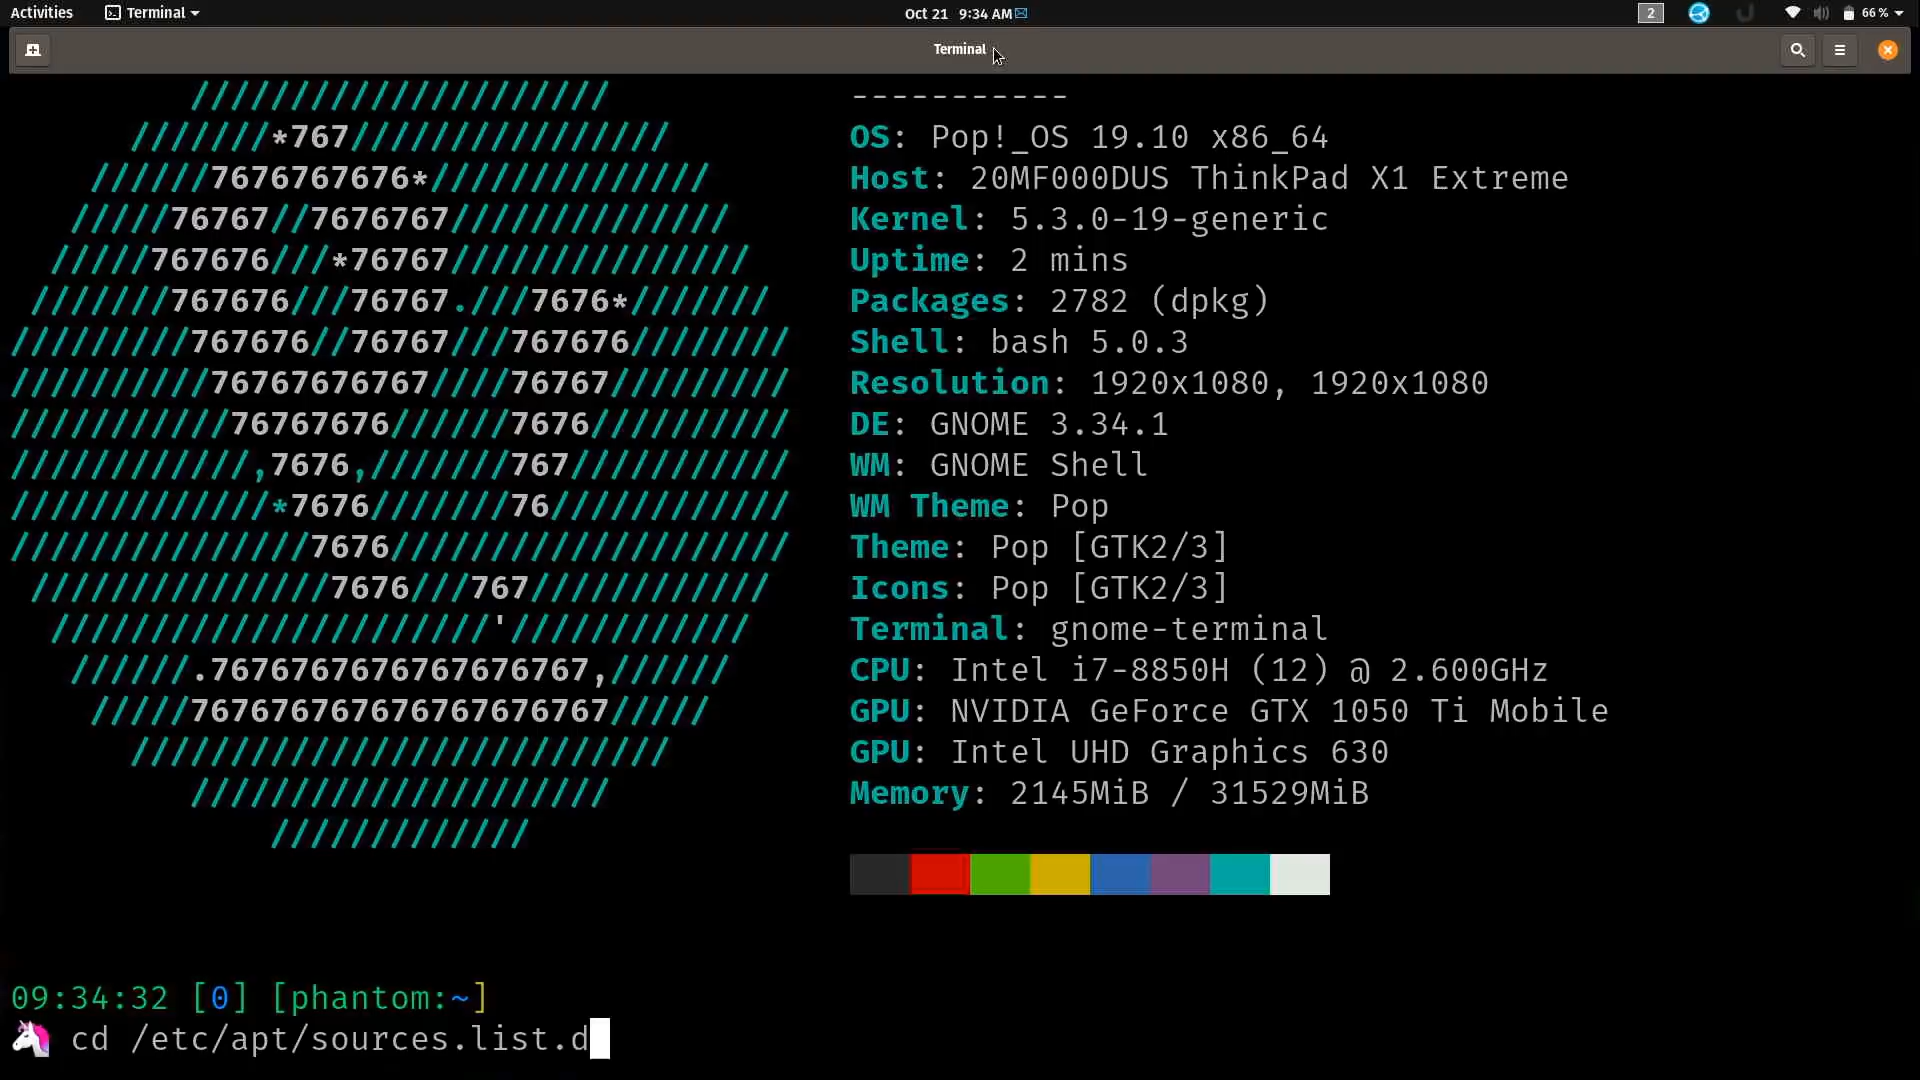 Activities
Terminal
Oct 21 9:34 AM
2
66 %
Terminal
-----------
/////////////////////
///////*767////////////////
//////7676767676*//////////////
/////76767//7676767//////////////
/////767676///*76767///////////////
///////767676///76767.///7676*///////
/////////767676//76767///767676////////
//////////76767676767////76767/////////
///////////76767676//////7676//////////
////////////,7676,///////767///////////
/////////////*7676///////76////////////
///////////////7676////////////////////
///////////////7676///767////////////
//////////////////////'////////////
//////.7676767676767676767,//////
/////767676767676767676767/////
///////////////////////////
/////////////////////
/////////////
OS: Pop!_OS 19.10 x86_64
Host: 20MF000DUS ThinkPad X1 Extreme
Kernel: 5.3.0-19-generic
Uptime: 2 mins
Packages: 2782 (dpkg)
Shell: bash 5.0.3
Resolution: 1920x1080, 1920x1080
DE: GNOME 3.34.1
WM: GNOME Shell
WM Theme: Pop
Theme: Pop [GTK2/3]
Icons: Pop [GTK2/3]
Terminal: gnome-terminal
CPU: Intel i7-8850H (12) @ 2.600GHz
GPU: NVIDIA GeForce GTX 1050 Ti Mobile
GPU: Intel UHD Graphics 630
Memory: 2145MiB / 31529MiB
09:34:32 [0] [phantom:~]
🦄 cd /etc/apt/sources.list.d